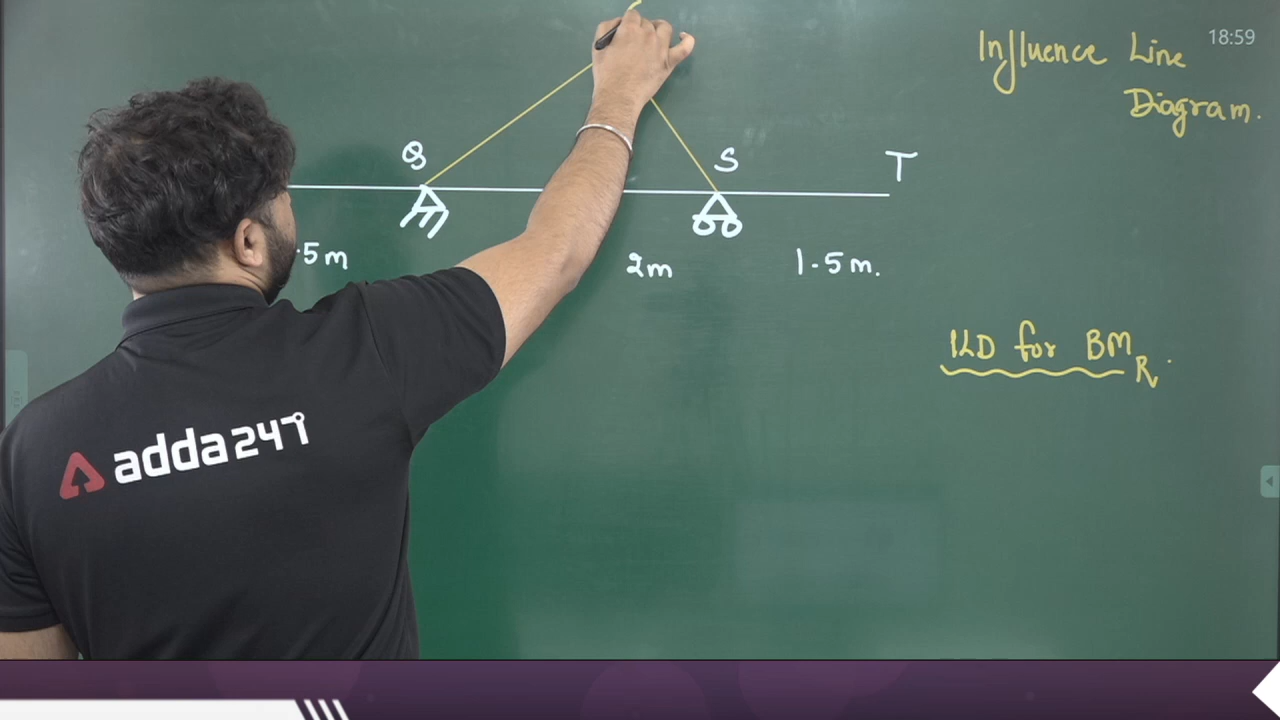 18:59
Influence Line
Diagram.
Q S T
.5m 2m 1.5m.
ILD for BM R.
adda247